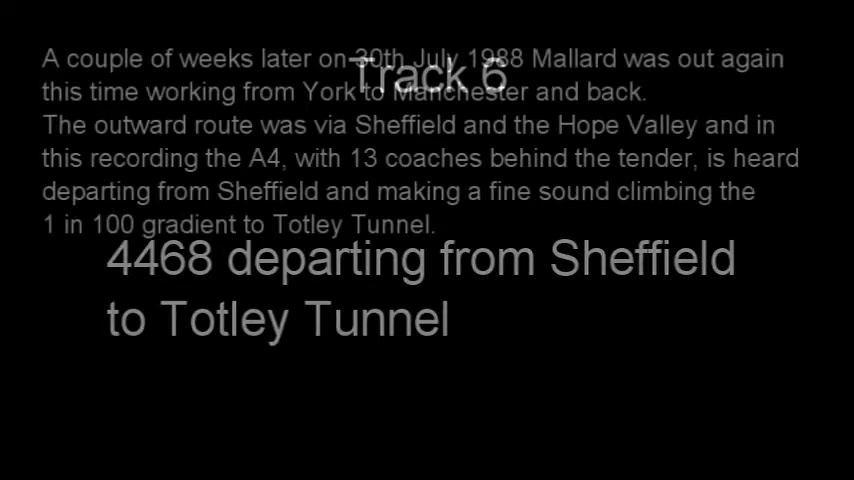 A couple of weeks later on 30th July 1988 Mallard was out again
Track 6
this time working from York to Manchester and back.
The outward route was via Sheffield and the Hope Valley and in
this recording the A4, with 13 coaches behind the tender, is heard
departing from Sheffield and making a fine sound climbing the
1 in 100 gradient to Totley Tunnel.
4468 departing from Sheffield
to Totley Tunnel